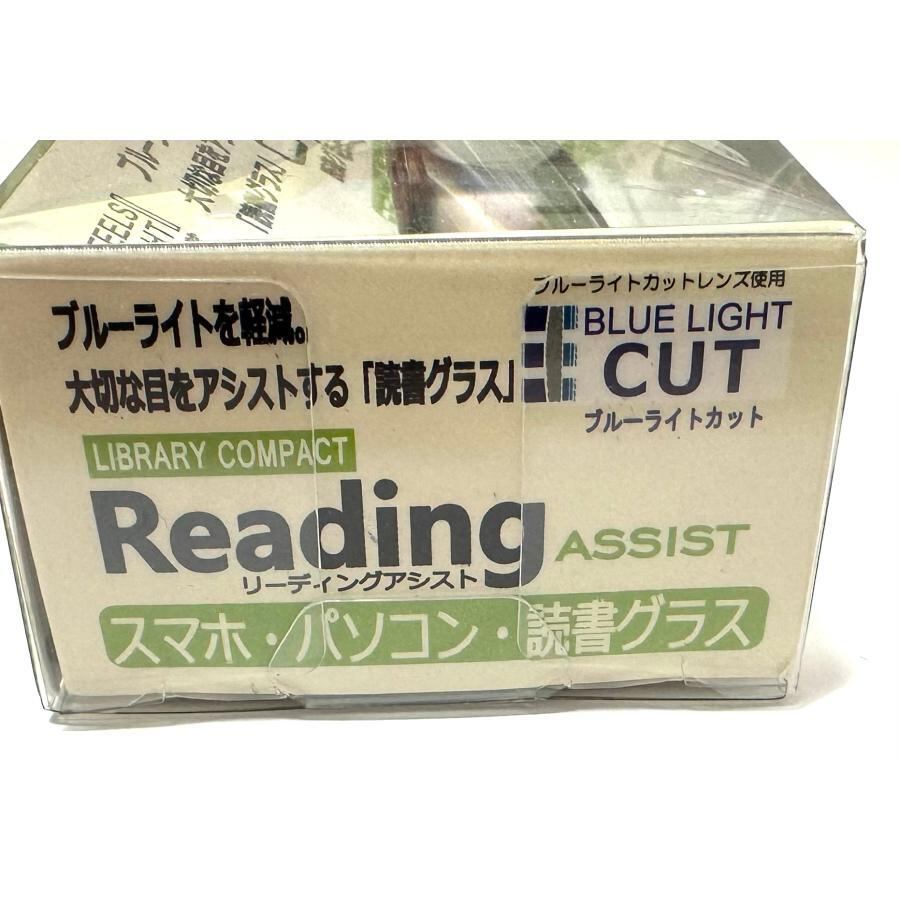 ブルーライトを軽減。
大切な目をアシストする「読書グラス」
ブルーライトカットレンズ使用
BLUE LIGHT
CUT
ブルーライトカット
LIBRARY COMPACT
Reading ASSIST
リーディングアシスト
スマホ・パソコン・読書グラス